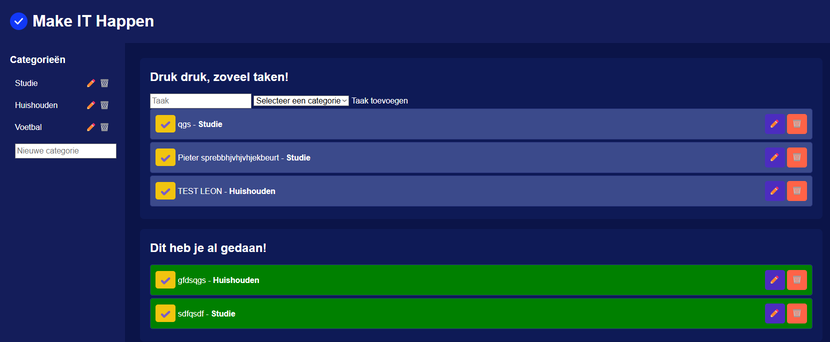 Make IT Happen
Categorieën
Studie
Huishouden
Voetbal
Nieuwe categorie
Druk druk, zoveel taken!
Taak Selecteer een categorie Taak toevoegen
qgs - Studie
Pieter sprebbhjvhjvhjekbeurt - Studie
TEST LEON - Huishouden
Dit heb je al gedaan!
gfdsqgs - Huishouden
sdfqsdf - Studie